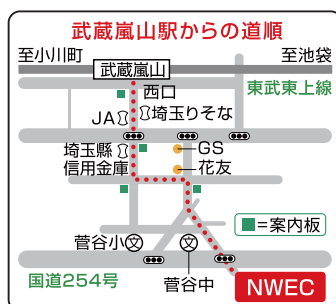 武蔵嵐山駅からの道順
至小川町 至池袋
武蔵嵐山
東武東上線
西口
JA 埼玉りそな
埼玉縣
信用金庫
GS
花友
■=案内板
菅谷小 文
文
菅谷中
国道254号
NWEC